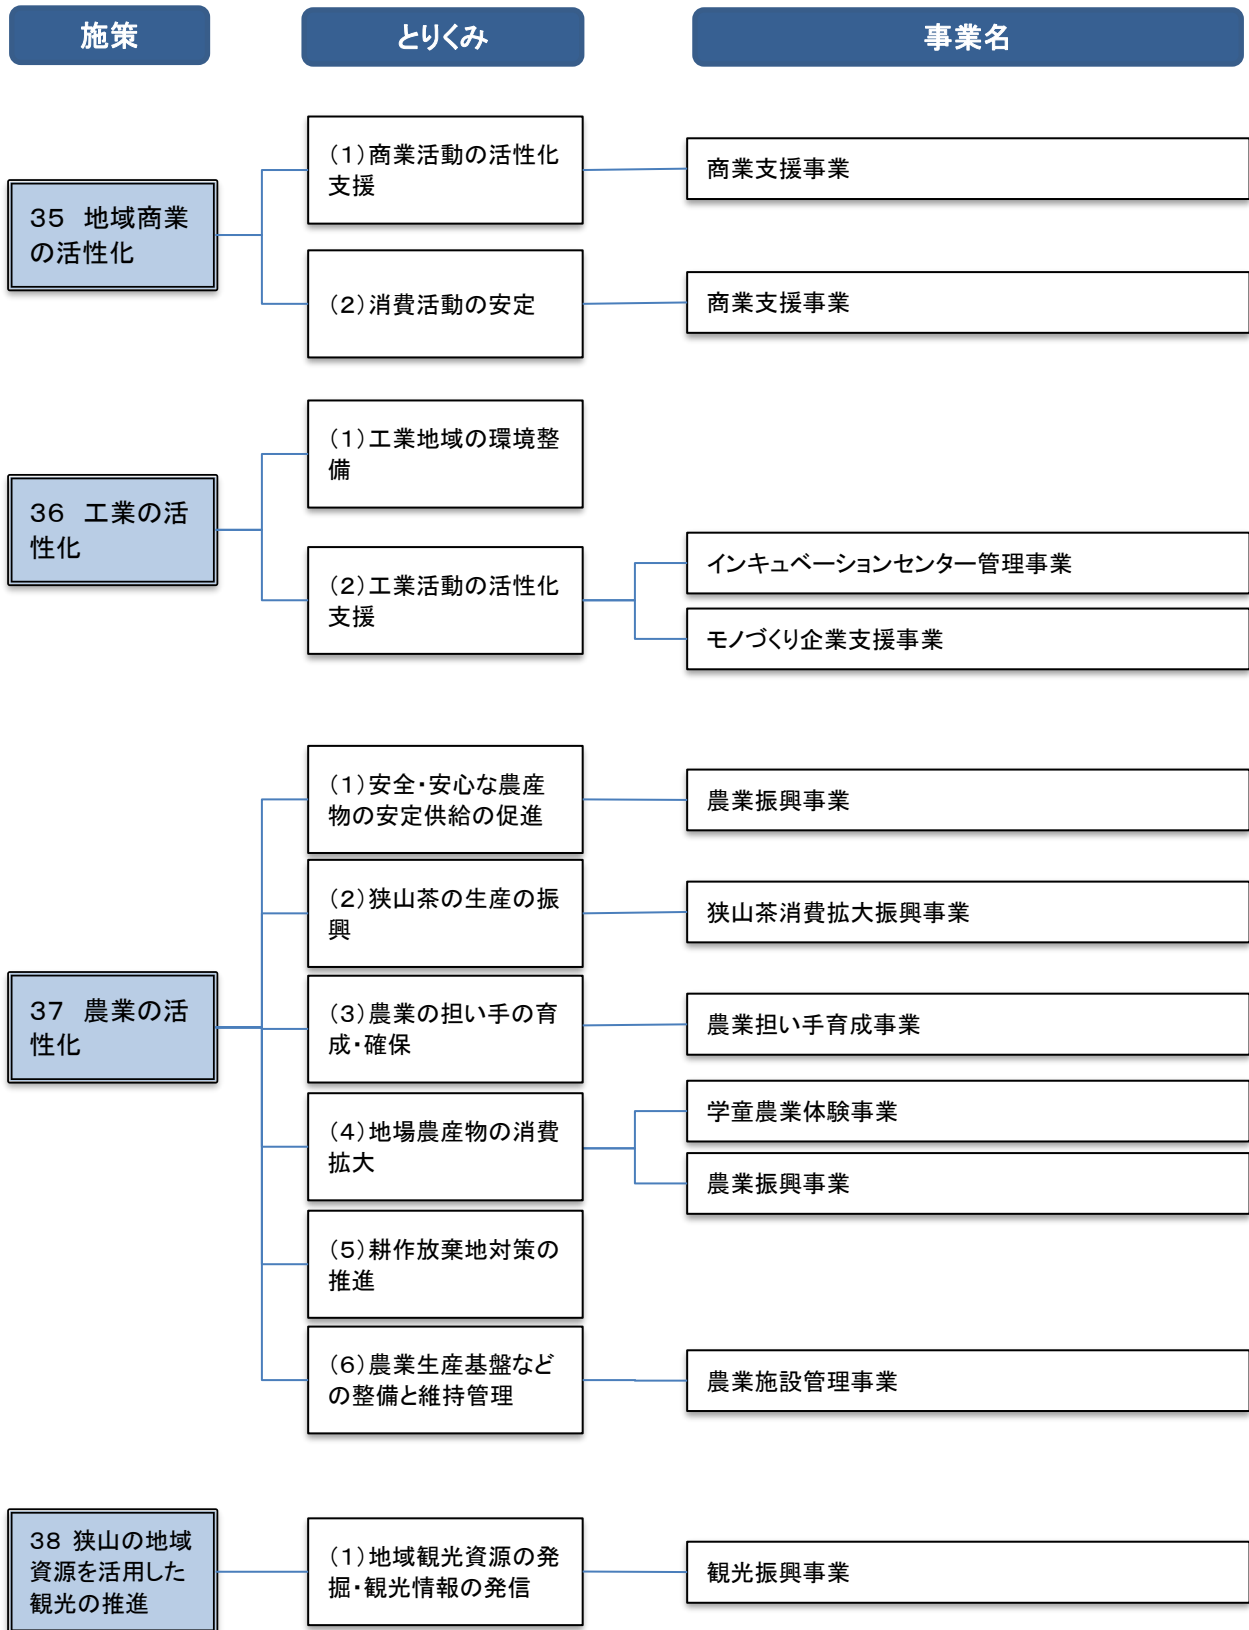 施策
とりくみ
事業名
35　地域商業
の活性化
（1）商業活動の活性化
支援
商業支援事業
（2）消費活動の安定
商業支援事業
36　工業の活
性化
（1）工業地域の環境整
備
（2）工業活動の活性化
支援
インキュベーションセンター管理事業
モノづくり企業支援事業
37　農業の活
性化
（1）安全・安心な農産
物の安定供給の促進
農業振興事業
（2）狭山茶の生産の振
興
狭山茶消費拡大振興事業
（3）農業の担い手の育
成・確保
農業担い手育成事業
（4）地場農産物の消費
拡大
学童農業体験事業
農業振興事業
（5）耕作放棄地対策の
推進
（6）農業生産基盤など
の整備と維持管理
農業施設管理事業
38 狭山の地域
資源を活用した
観光の推進
（1）地域観光資源の発
掘・観光情報の発信
観光振興事業